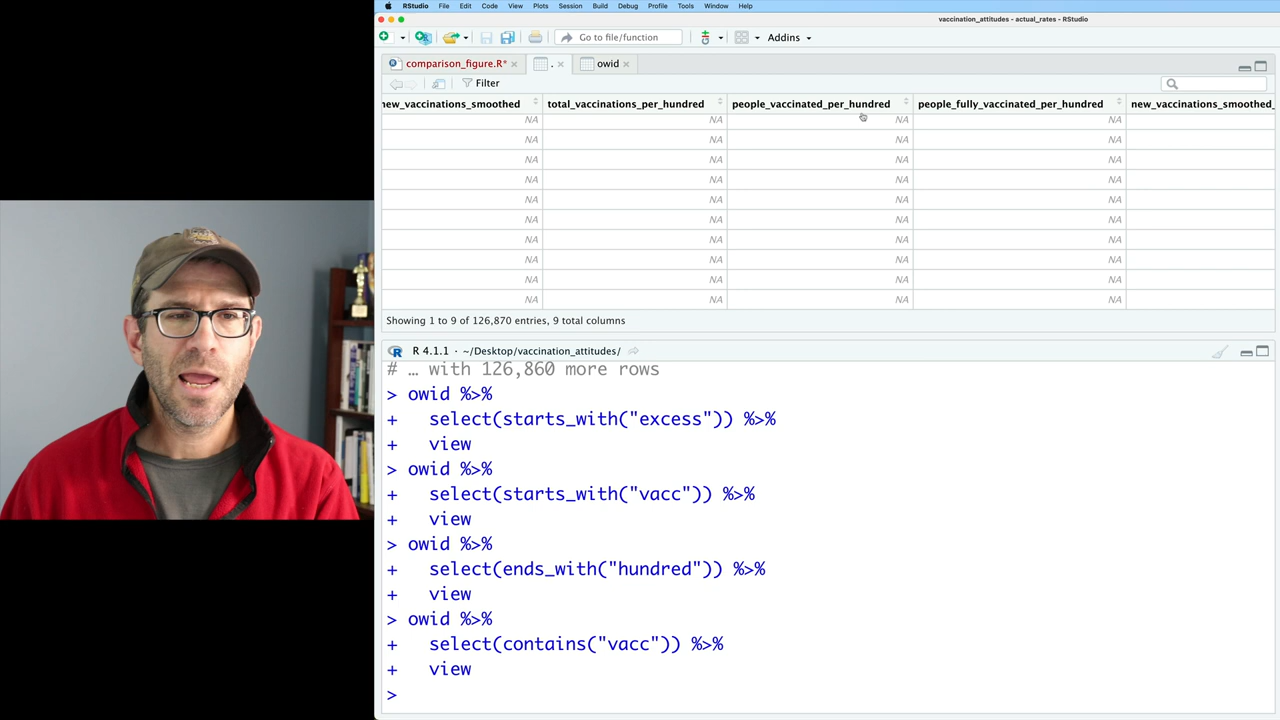 RStudio File Edit Code View Plots Session Build Debug Profile Tools Window Help
vaccination_attitudes - actual_rates - RStudio
Go to file/function Addins
comparison_figure.R* . owid
Filter
new_vaccinations_smoothed total_vaccinations_per_hundred people_vaccinated_per_hundred people_fully_vaccinated_per_hundred new_vaccinations_smoothed_
NA NA NA NA
NA NA NA NA
NA NA NA NA
NA NA NA NA
NA NA NA NA
NA NA NA NA
NA NA NA NA
NA NA NA NA
NA NA NA NA
NA NA NA NA
Showing 1 to 9 of 126,870 entries, 9 total columns
R 4.1.1 · ~/Desktop/vaccination_attitudes/
# … with 126,860 more rows
> owid %>%
+ select(starts_with("excess")) %>%
+ view
> owid %>%
+ select(starts_with("vacc")) %>%
+ view
> owid %>%
+ select(ends_with("hundred")) %>%
+ view
> owid %>%
+ select(contains("vacc")) %>%
+ view
>